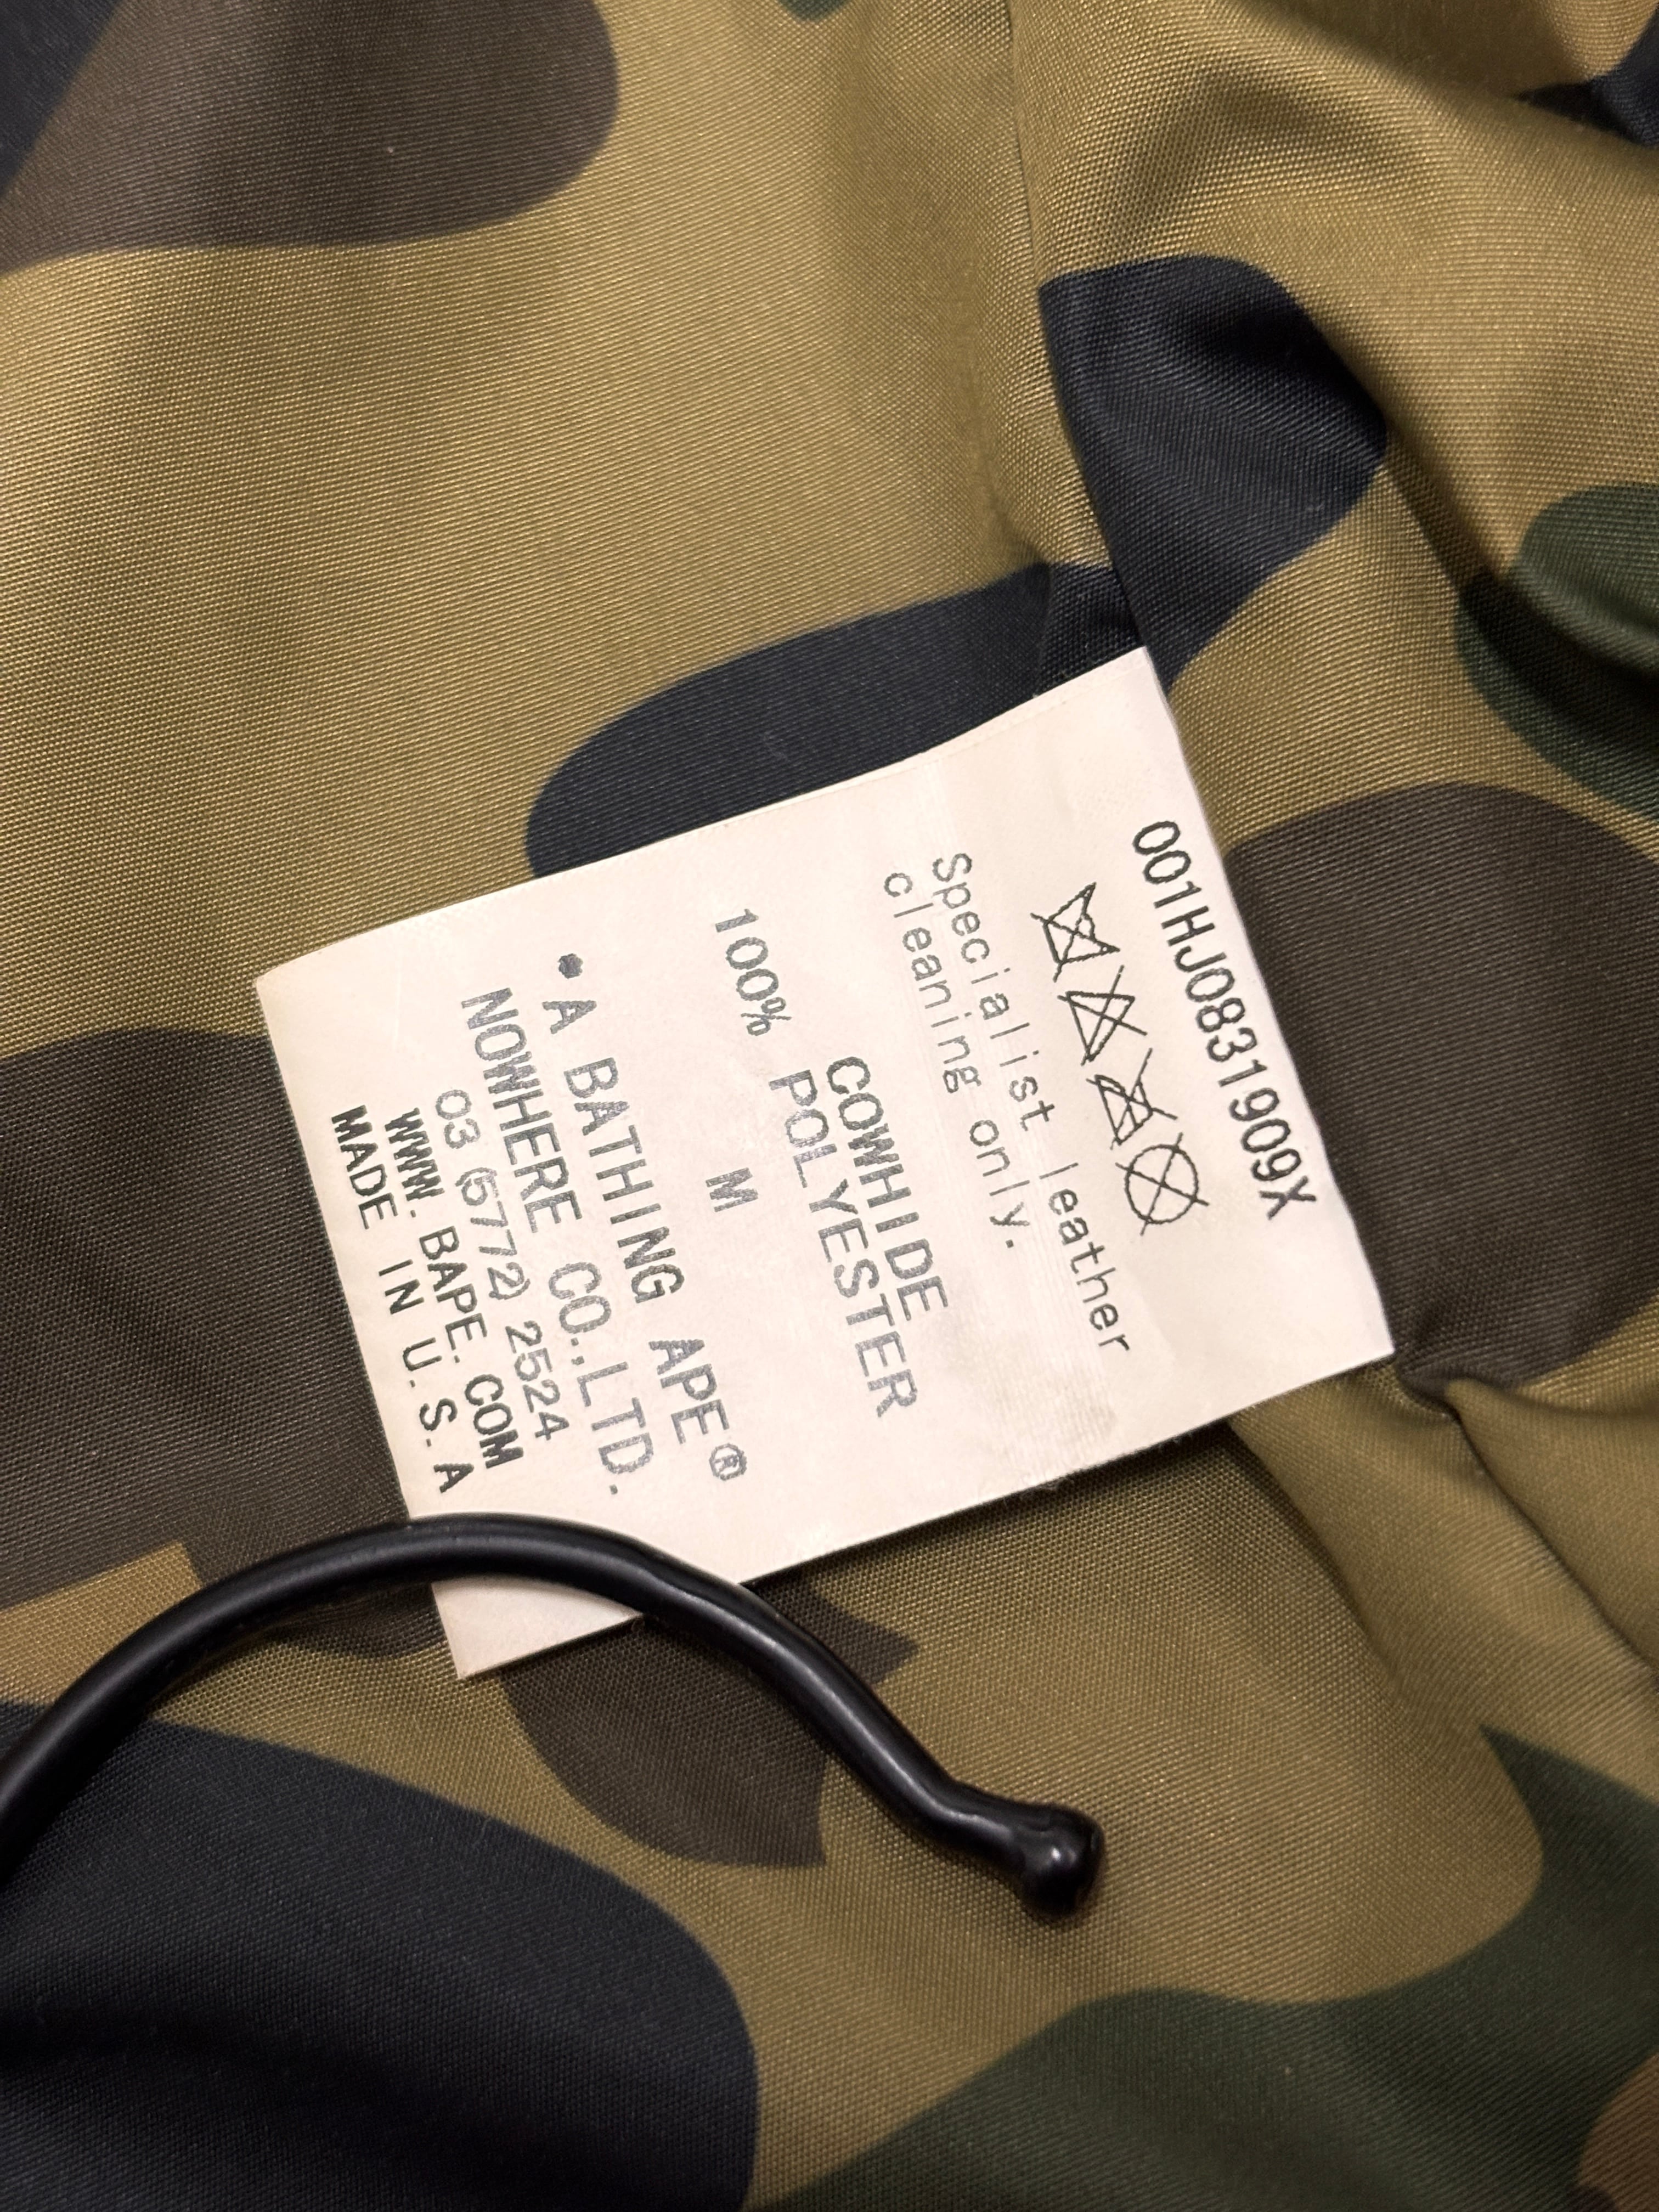 001HJ0831909X
Specialist leather
cleaning only.
COWHIDE
100% POLYESTER
M
•A BATHING APE®
NOWHERE CO.,LTD.
03 (5772) 2524
WWW. BAPE. COM
MADE IN U.S.A